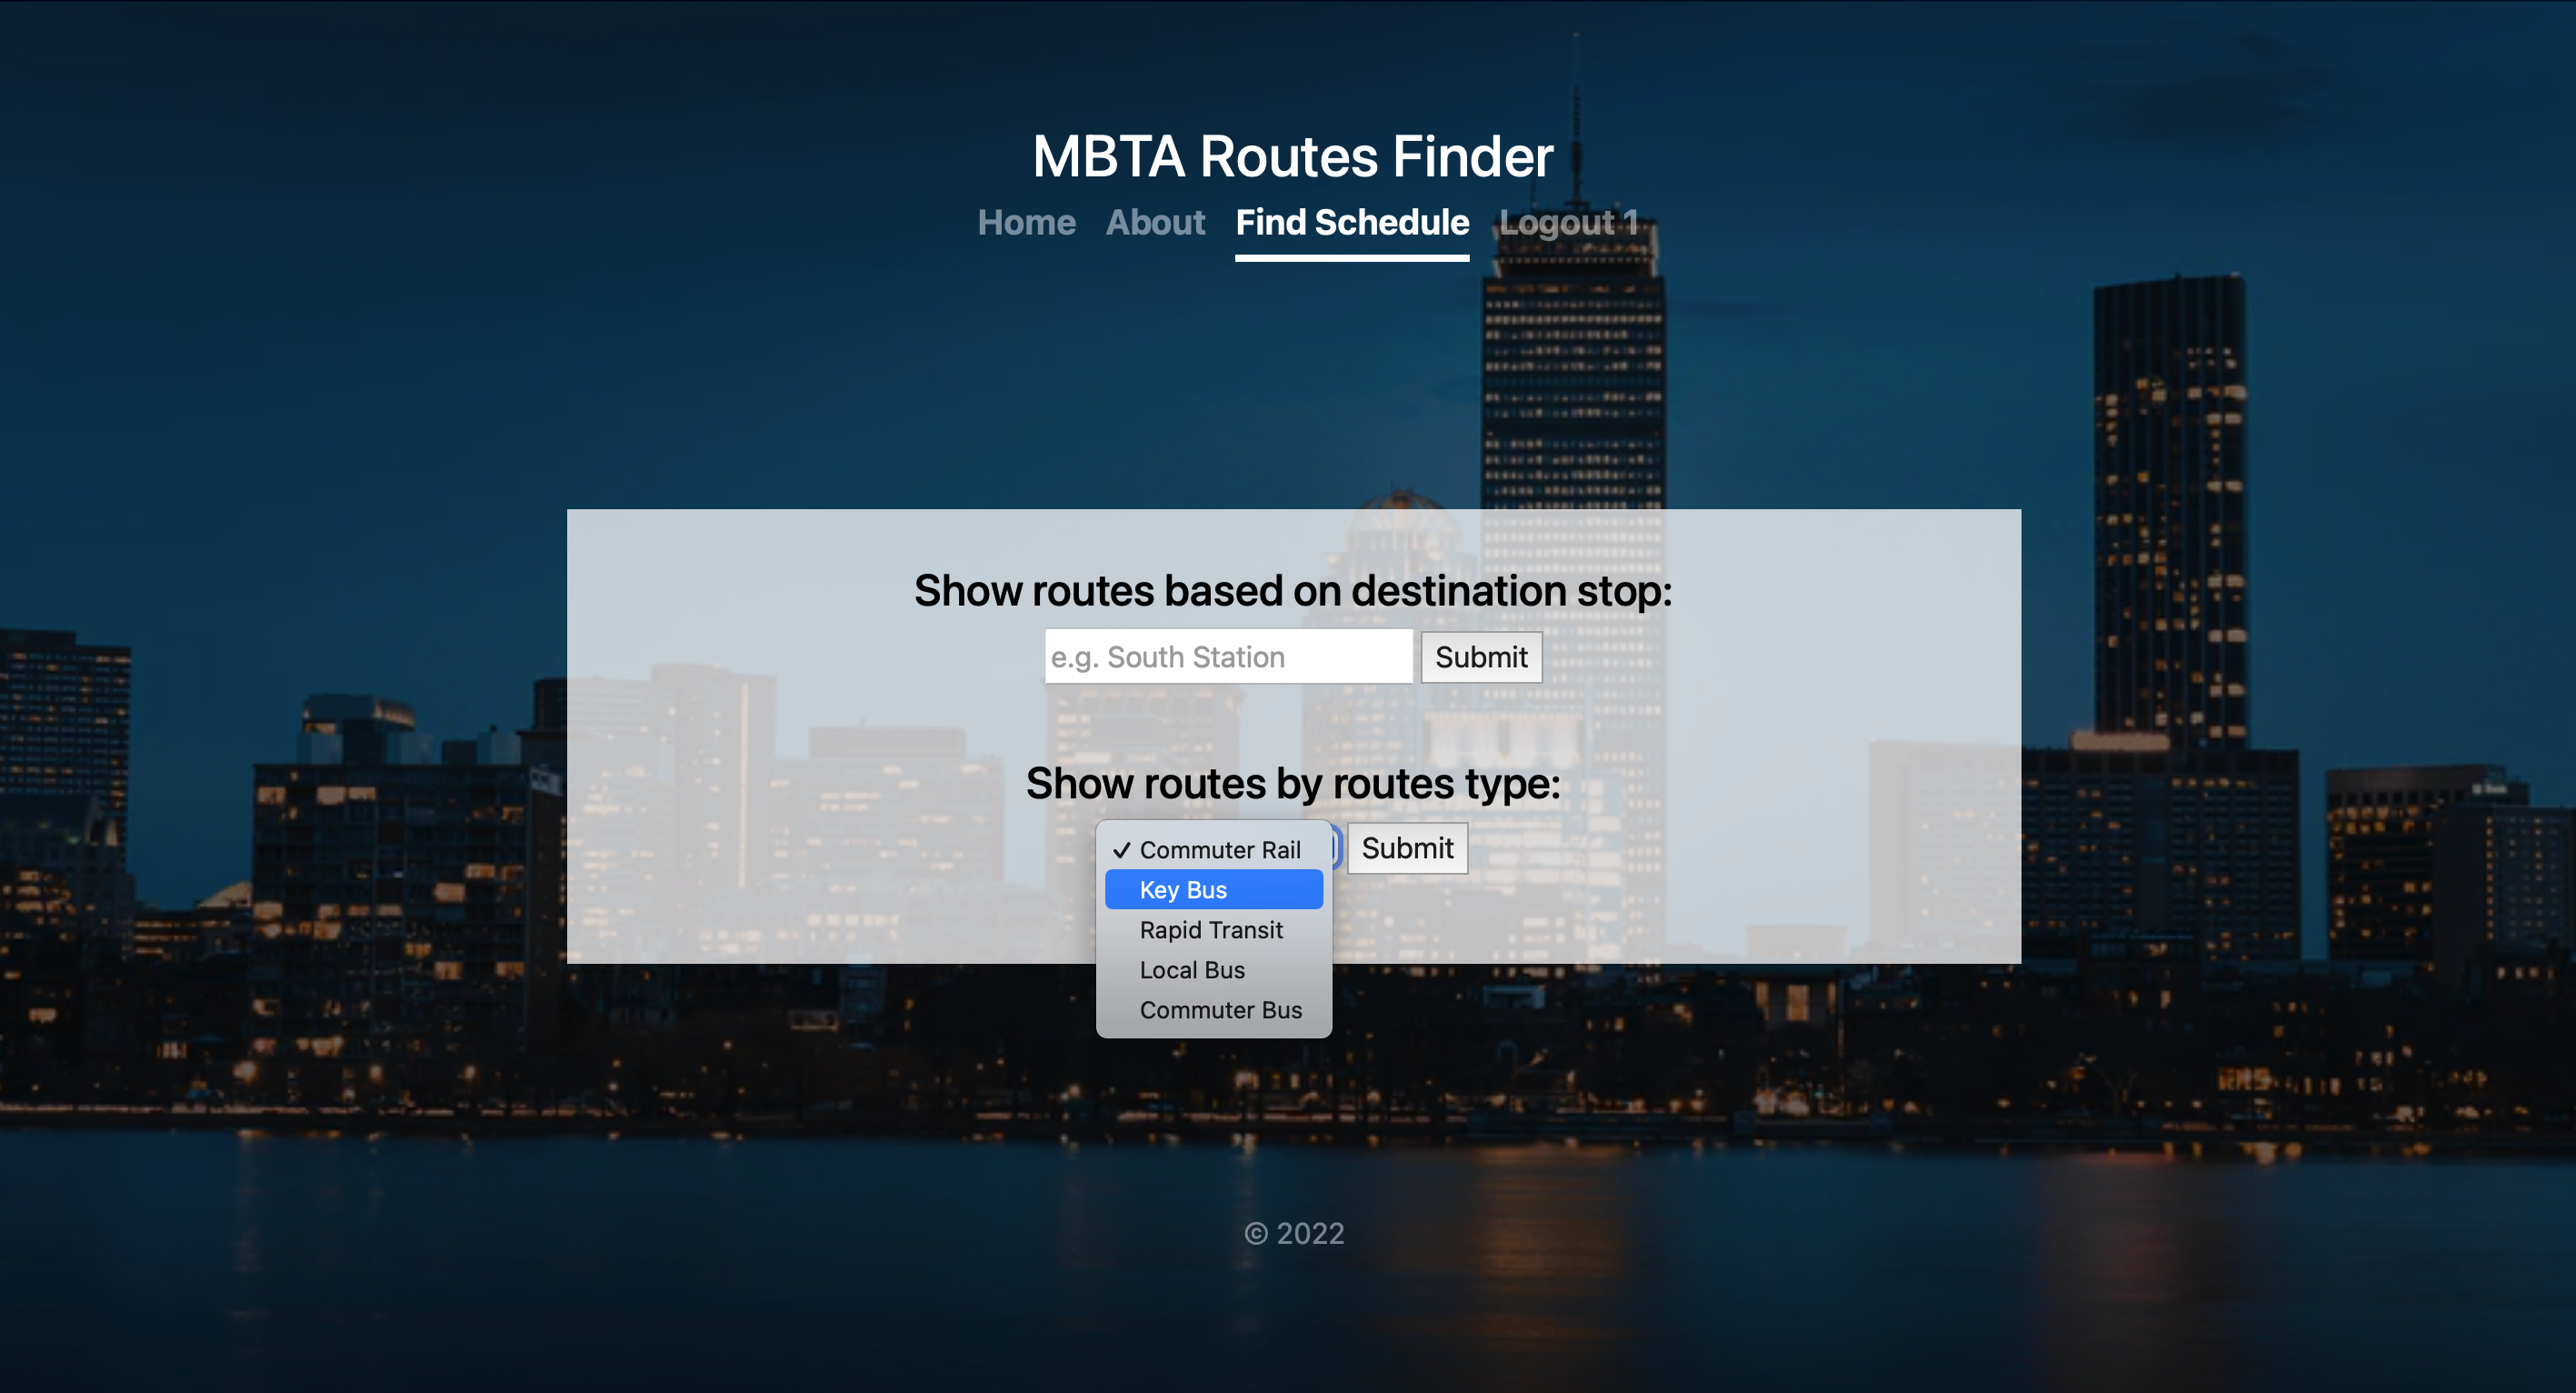 MBTA Routes Finder
Home About Find Schedule Logout 1
Show routes based on destination stop:
e.g. South Station Submit
Show routes by routes type:
✓ Commuter Rail Submit
Key Bus
Rapid Transit
Local Bus
Commuter Bus
© 2022